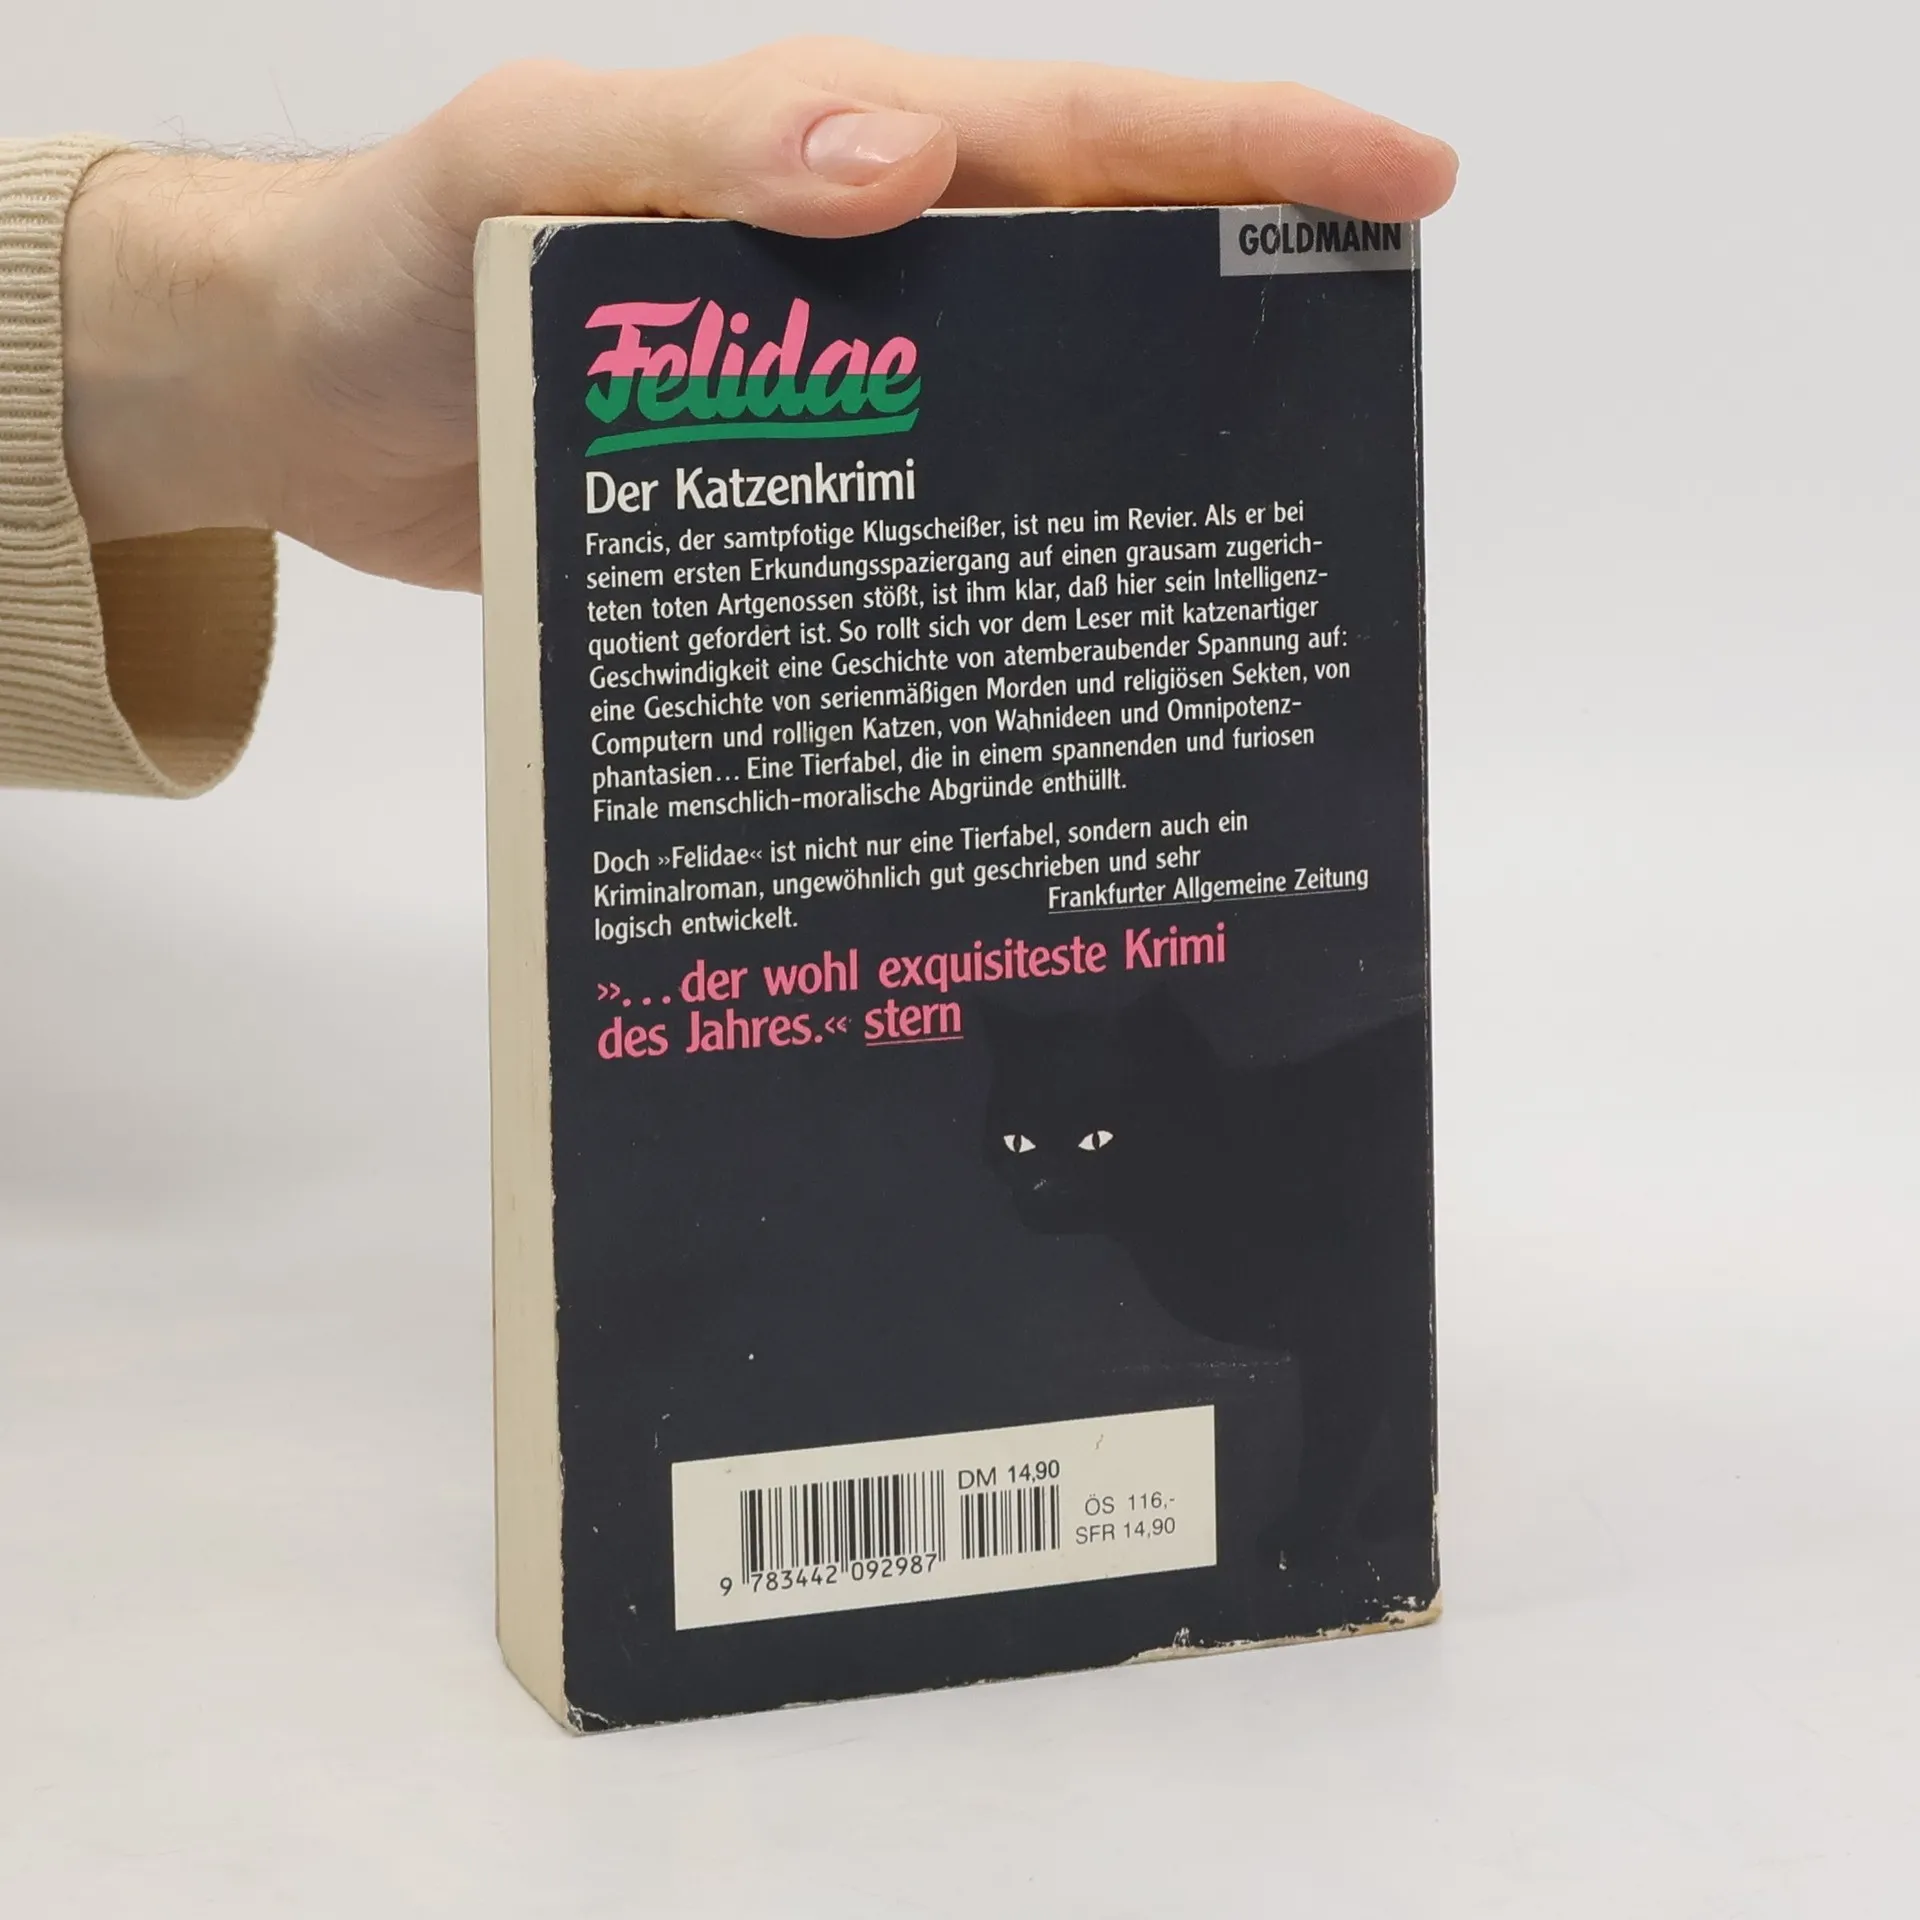 GOLDMANN
Felidae
Der Katzenkrimi
Francis, der samtpfotige Klugscheißer, ist neu im Revier. Als er bei
seinem ersten Erkundungsspaziergang auf einen grausam zugerich-
teten toten Artgenossen stößt, ist ihm klar, daß hier sein Intelligenz-
quotient gefordert ist. So rollt sich vor dem Leser mit katzenartiger
Geschwindigkeit eine Geschichte von atemberaubender Spannung auf:
eine Geschichte von serienmäßigen Morden und religiösen Sekten, von
Computern und rolligen Katzen, von Wahnideen und Omnipotenz-
phantasien... Eine Tierfabel, die in einem spannenden und furiosen
Finale menschlich-moralische Abgründe enthüllt.
Doch »Felidae« ist nicht nur eine Tierfabel, sondern auch ein
Kriminalroman, ungewöhnlich gut geschrieben und sehr
logisch entwickelt. Frankfurter Allgemeine Zeitung
»...der wohl exquisiteste Krimi
des Jahres.« stern
DM 14,90
ÖS 116,-
SFR 14,90
9 783442 092987